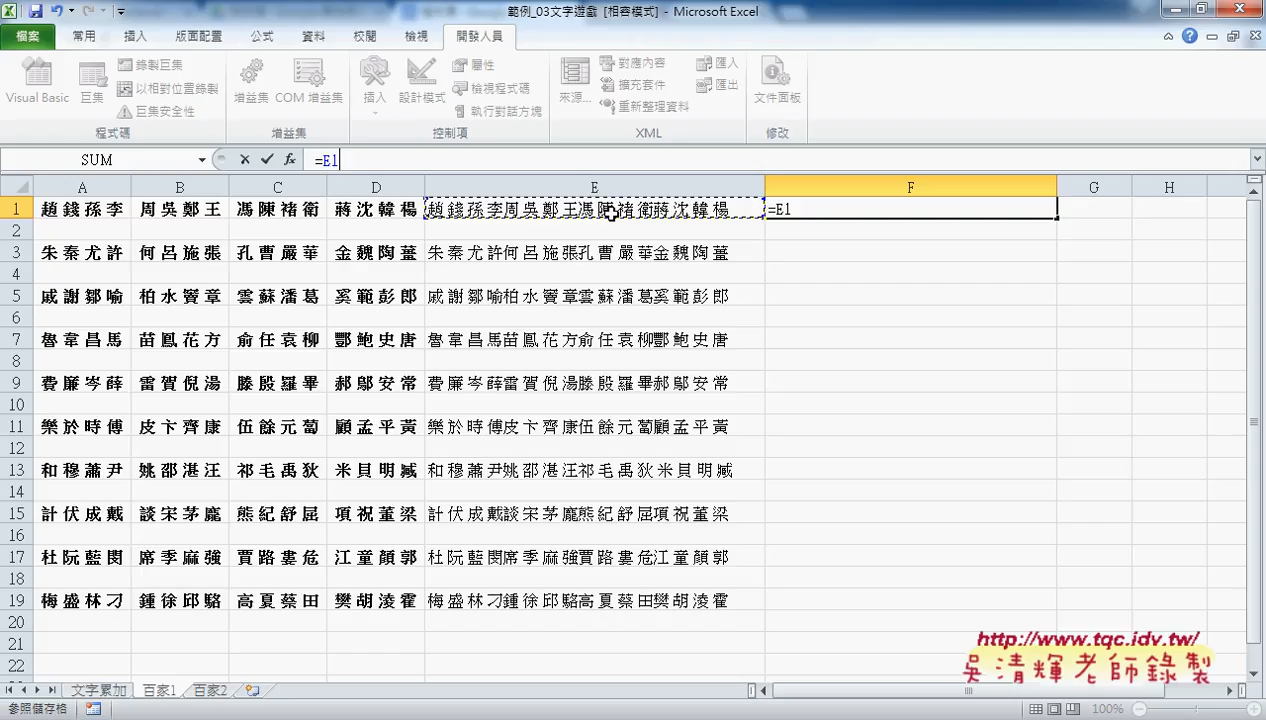 範例_03文字遊戲 [相容模式] - Microsoft Excel
檔案 常用 插入 版面配置 公式 資料 校閱 檢視 開發人員
Visual Basic 巨集 錄製巨集 以相對位置錄製 巨集安全性 程式碼
增益集 COM 增益集 增益集
插入 設計模式 屬性 檢視程式碼 執行對話方塊 控制項
來源... 對應內容 擴充套件 重新整理資料 匯入 匯出 XML
文件面板 修改
SUM =E1
A B C D E F G H
1 趙錢孫李 周吳鄭王 馮陳褚衛 蔣沈韓楊 趙錢孫李周吳鄭王馮陳褚衛蔣沈韓楊 =E1
2
3 朱秦尤許 何呂施張 孔曹嚴華 金魏陶薑 朱秦尤許何呂施張孔曹嚴華金魏陶薑
4
5 戚謝鄒喻 柏水竇章 雲蘇潘葛 奚範彭郎 戚謝鄒喻柏水竇章雲蘇潘葛奚範彭郎
6
7 魯韋昌馬 苗鳳花方 俞任袁柳 酆鮑史唐 魯韋昌馬苗鳳花方俞任袁柳酆鮑史唐
8
9 費廉岑薛 雷賀倪湯 滕殷羅畢 郝鄔安常 費廉岑薛雷賀倪湯滕殷羅畢郝鄔安常
10
11 樂於時傅 皮卞齊康 伍餘元蔔 顧孟平黃 樂於時傅皮卞齊康伍餘元蔔顧孟平黃
12
13 和穆蕭尹 姚邵湛汪 祁毛禹狄 米貝明臧 和穆蕭尹姚邵湛汪祁毛禹狄米貝明臧
14
15 計伏成戴 談宋茅龐 熊紀舒屈 項祝董梁 計伏成戴談宋茅龐熊紀舒屈項祝董梁
16
17 杜阮藍閔 席季麻強 賈路婁危 江童顏郭 杜阮藍閔席季麻強賈路婁危江童顏郭
18
19 梅盛林刁 鍾徐邱駱 高夏蔡田 樊胡淩霍 梅盛林刁鍾徐邱駱高夏蔡田樊胡淩霍
20
21
22
http://www.tqc.idv.tw/
吳清輝老師錄製
文字累加 百家1 百家2
參照儲存格 100%